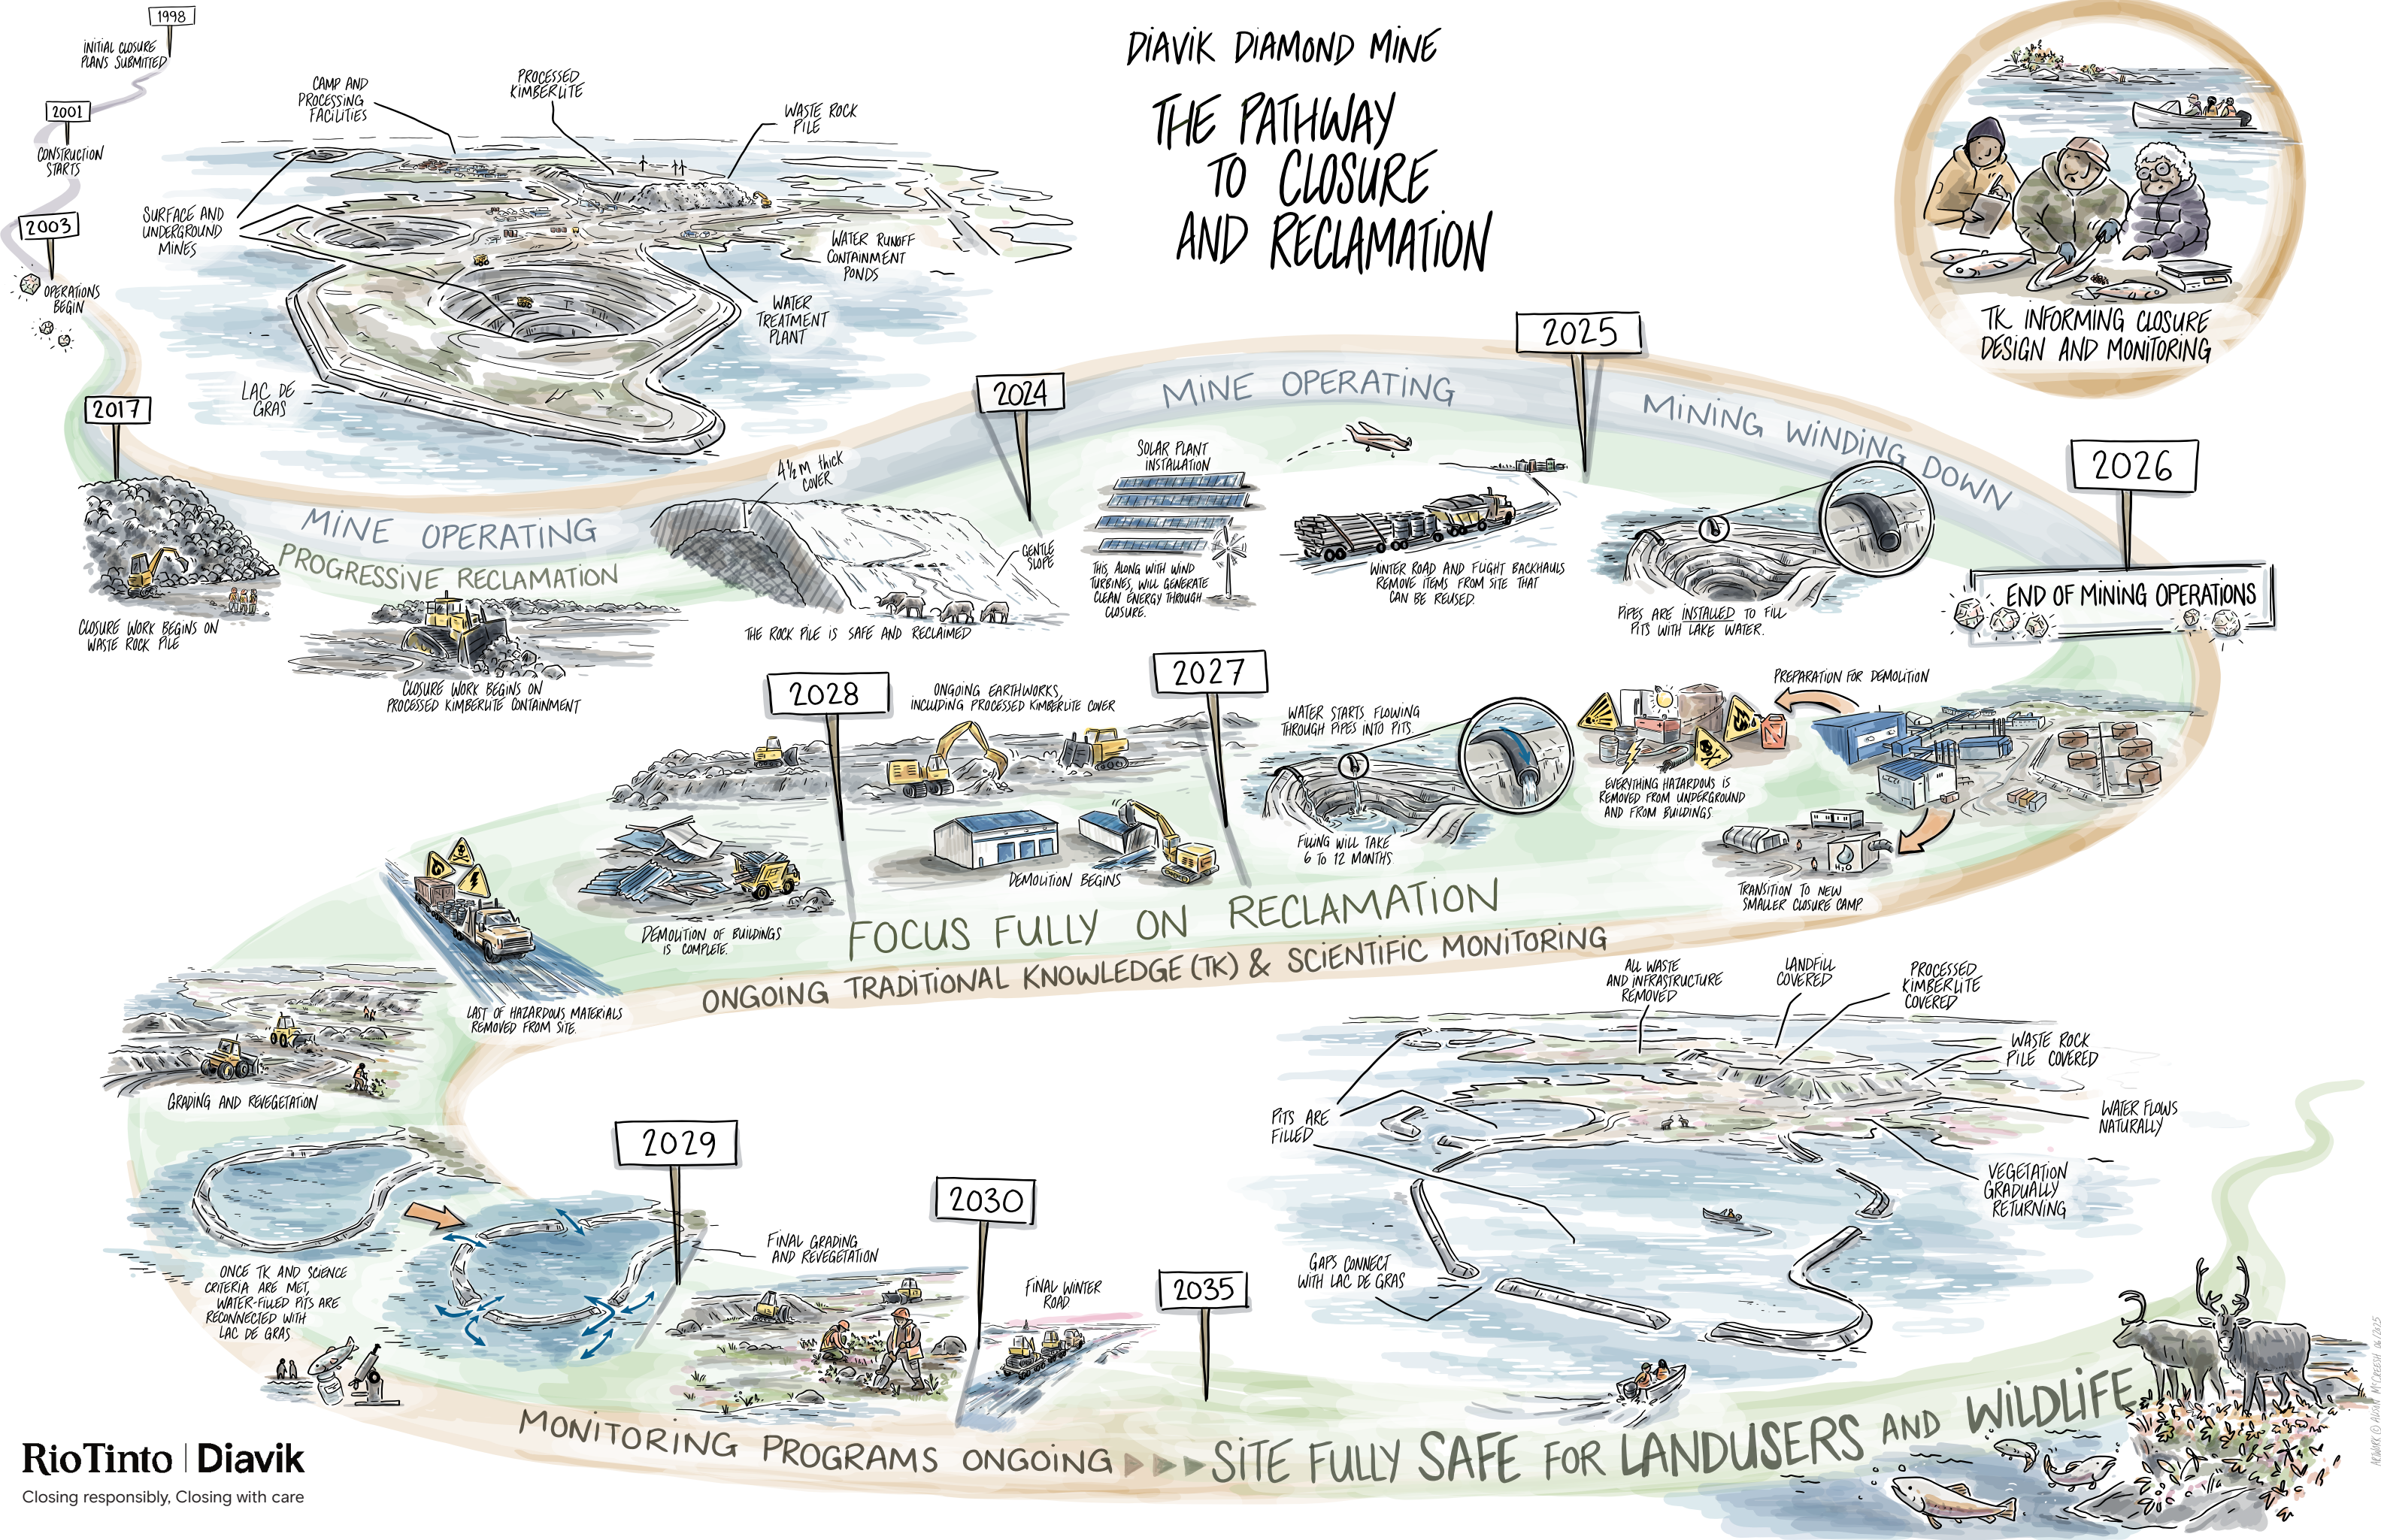 DIAVIK DIAMOND MINE
THE PATHWAY
TO CLOSURE
AND RECLAMATION
1998
INITIAL CLOSURE
PLANS SUBMITTED
2001
CONSTRUCTION
STARTS
2003
OPERATIONS
BEGIN
CAMP AND
PROCESSING
FACILITIES
PROCESSED
KIMBERLITE
WASTE ROCK
PILE
SURFACE AND
UNDERGROUND
MINES
WATER RUNOFF
CONTAINMENT
PONDS
WATER
TREATMENT
PLANT
LAC DE
GRAS
TK INFORMING CLOSURE
DESIGN AND MONITORING
2017
MINE OPERATING
PROGRESSIVE RECLAMATION
CLOSURE WORK BEGINS ON
WASTE ROCK PILE
CLOSURE WORK BEGINS ON
PROCESSED KIMBERLITE CONTAINMENT
4½ M THICK
COVER
GENTLE
SLOPE
THE ROCK PILE IS SAFE AND RECLAIMED
2024
MINE OPERATING
SOLAR PLANT
INSTALLATION
THIS, ALONG WITH WIND
TURBINES, WILL GENERATE
CLEAN ENERGY THROUGH
CLOSURE.
WINTER ROAD AND FLIGHT BACKHAULS
REMOVE ITEMS FROM SITE THAT
CAN BE REUSED.
2025
MINING WINDING DOWN
PIPES ARE INSTALLED TO FILL
PITS WITH LAKE WATER.
2026
END OF MINING OPERATIONS
PREPARATION FOR DEMOLITION
EVERYTHING HAZARDOUS IS
REMOVED FROM UNDERGROUND
AND FROM BUILDINGS.
H2O
TRANSITION TO NEW
SMALLER CLOSURE CAMP.
WATER STARTS FLOWING
THROUGH PIPES INTO PITS.
FILLING WILL TAKE
6 TO 12 MONTHS
2027
ONGOING EARTHWORKS,
INCLUDING PROCESSED KIMBERLITE COVER
DEMOLITION BEGINS
2028
DEMOLITION OF BUILDINGS
IS COMPLETE.
FOCUS FULLY ON RECLAMATION
ONGOING TRADITIONAL KNOWLEDGE (TK) & SCIENTIFIC MONITORING
LAST OF HAZARDOUS MATERIALS
REMOVED FROM SITE.
GRADING AND REVEGETATION
ONCE TK AND SCIENCE
CRITERIA ARE MET,
WATER-FILLED PITS ARE
RECONNECTED WITH
LAC DE GRAS
2029
FINAL GRADING
AND REVEGETATION
2030
FINAL WINTER
ROAD
2035
ALL WASTE
AND INFRASTRUCTURE
REMOVED
LANDFILL
COVERED
PROCESSED
KIMBERLITE
COVERED
WASTE ROCK
PILE COVERED
WATER FLOWS
NATURALLY
VEGETATION
GRADUALLY
RETURNING
PITS ARE
FILLED
GAPS CONNECT
WITH LAC DE GRAS
MONITORING PROGRAMS ONGOING
SITE FULLY SAFE FOR LANDUSERS AND WILDLIFE
RioTinto | Diavik
Closing responsibly, Closing with care